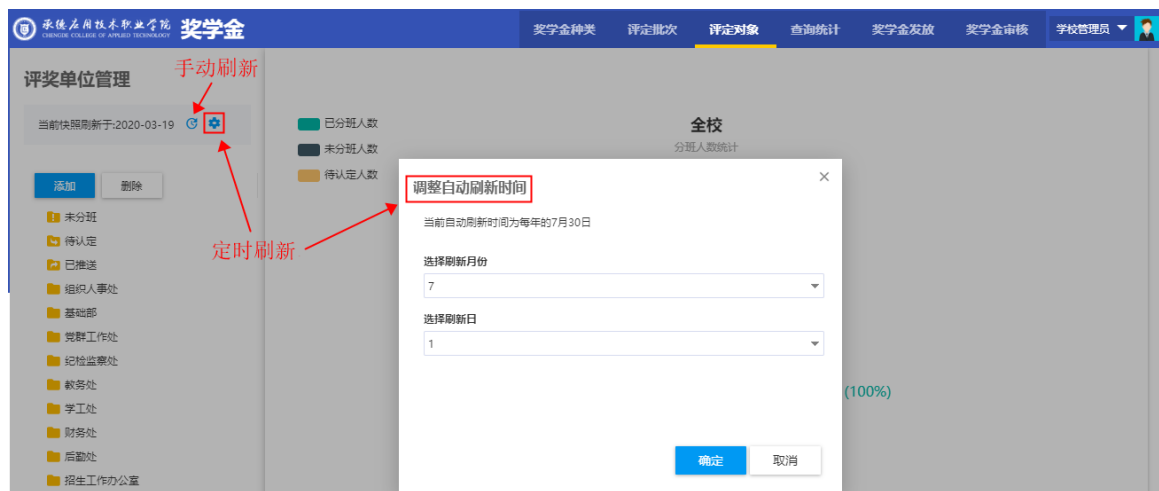 承德应用技术职业学院 奖学金
CHENGDE COLLEGE OF APPLIED TECHNOLOGY
奖学金种类 评定批次 评定对象 查询统计 奖学金发放 奖学金审核 学校管理员
评奖单位管理
手动刷新
当前快照刷新于:2020-03-19
已分班人数
未分班人数
待认定人数
全校
分班人数统计
添加 删除
未分班
待认定
已推送
组织人事处
基础部
党群工作处
纪检监察处
教务处
学工处
财务处
后勤处
招生工作办公室
定时刷新
调整自动刷新时间
×
当前自动刷新时间为每年的7月30日
选择刷新月份
7
选择刷新日
1
(100%)
确定 取消